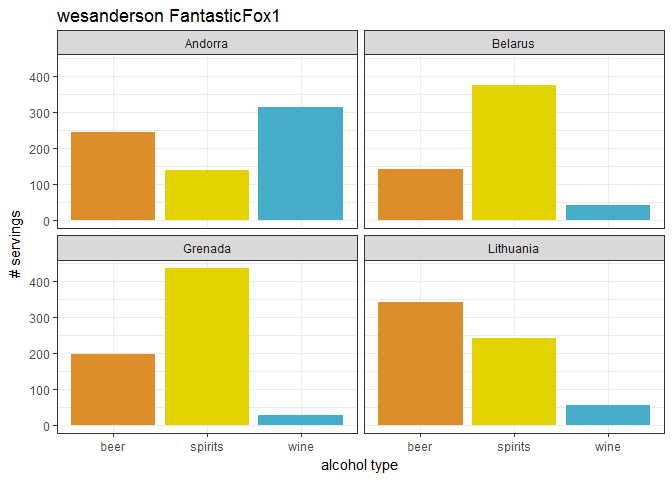 wesanderson FantasticFox1
Andorra
Belarus
400
300
200
100
0
Grenada
Lithuania
400
300
200
100
0
# servings
beer spirits wine beer spirits wine
alcohol type